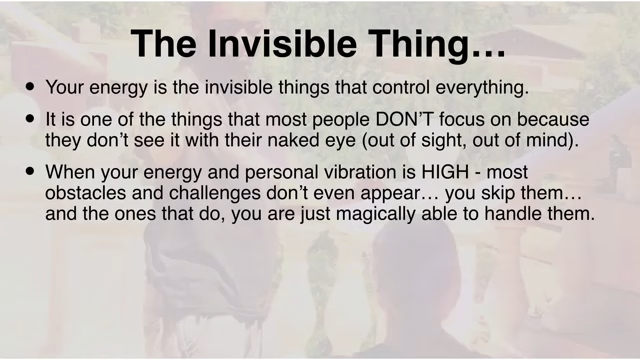 The Invisible Thing…
• Your energy is the invisible things that control everything.
• It is one of the things that most people DON’T focus on because
they don’t see it with their naked eye (out of sight, out of mind).
• When your energy and personal vibration is HIGH - most
obstacles and challenges don’t even appear… you skip them…
and the ones that do, you are just magically able to handle them.